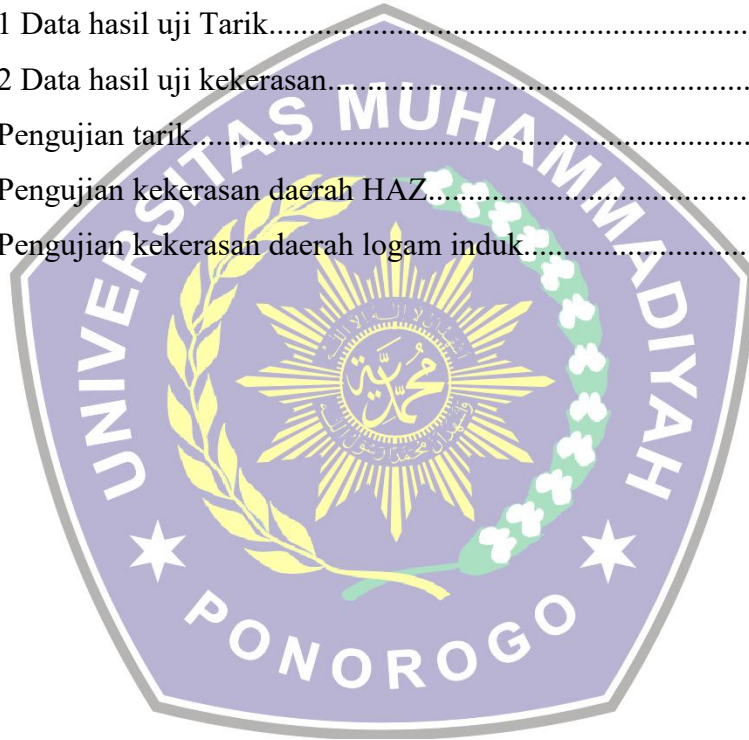 1 Data hasil uji Tarik..........................................................
2 Data hasil uji kekerasan.....................................................
Pengujian tarik......................................................................
Pengujian kekerasan daerah HAZ.......................................
Pengujian kekerasan daerah logam induk...........................
UNIVERSITAS MUHAMMADIYAH
PONOROGO
محمدية